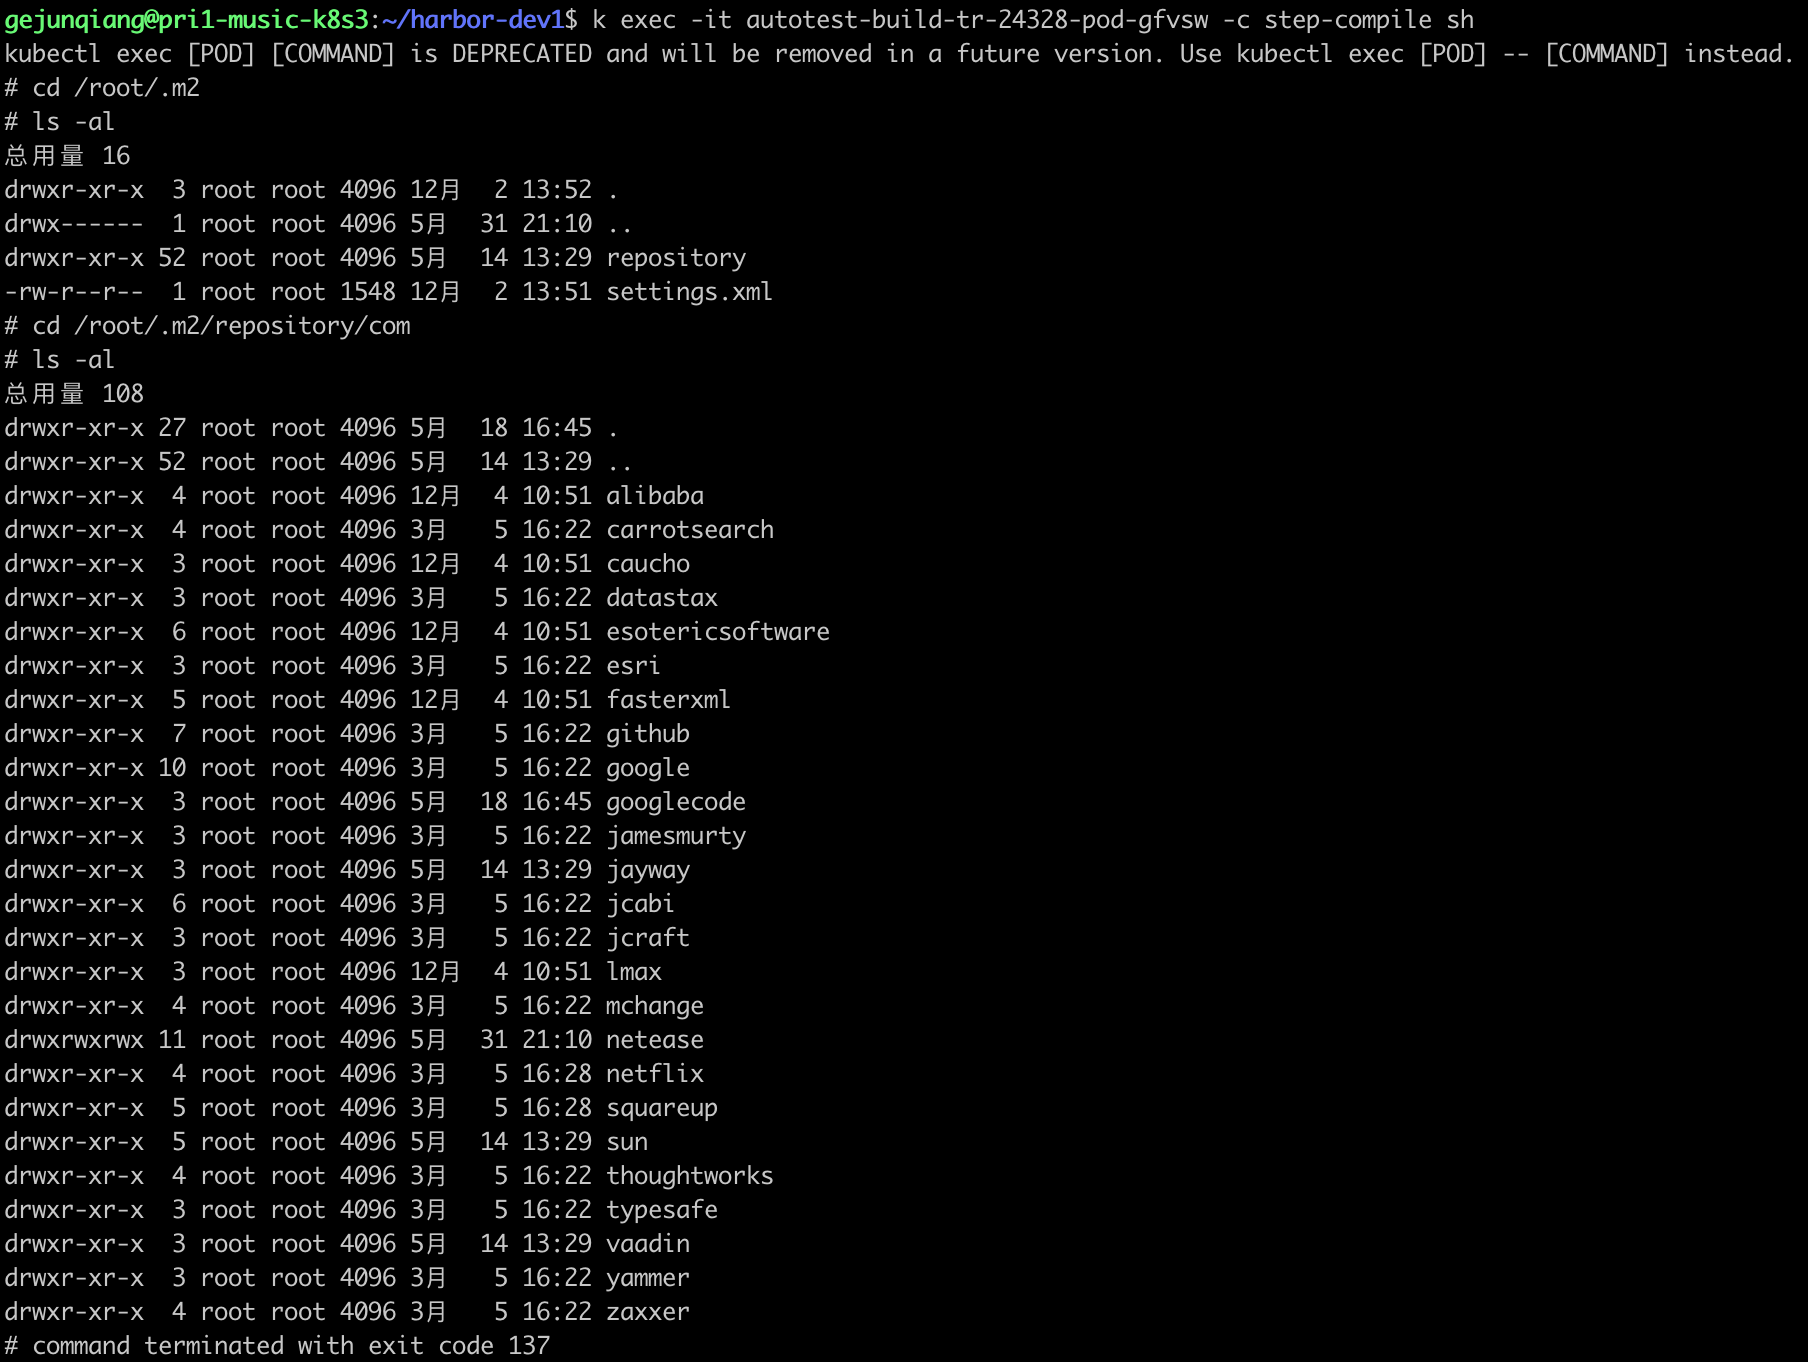 gejunqiang@pri1-music-k8s3:~/harbor-dev1$ k exec -it autotest-build-tr-24328-pod-gfvsw -c step-compile sh
kubectl exec [POD] [COMMAND] is DEPRECATED and will be removed in a future version. Use kubectl exec [POD] -- [COMMAND] instead.
# cd /root/.m2
# ls -al
总用量 16
drwxr-xr-x  3 root root 4096 12月  2 13:52 .
drwx------  1 root root 4096 5月  31 21:10 ..
drwxr-xr-x 52 root root 4096 5月  14 13:29 repository
-rw-r--r--  1 root root 1548 12月  2 13:51 settings.xml
# cd /root/.m2/repository/com
# ls -al
总用量 108
drwxr-xr-x 27 root root 4096 5月  18 16:45 .
drwxr-xr-x 52 root root 4096 5月  14 13:29 ..
drwxr-xr-x  4 root root 4096 12月  4 10:51 alibaba
drwxr-xr-x  4 root root 4096 3月   5 16:22 carrotsearch
drwxr-xr-x  3 root root 4096 12月  4 10:51 caucho
drwxr-xr-x  3 root root 4096 3月   5 16:22 datastax
drwxr-xr-x  6 root root 4096 12月  4 10:51 esotericsoftware
drwxr-xr-x  3 root root 4096 3月   5 16:22 esri
drwxr-xr-x  5 root root 4096 12月  4 10:51 fasterxml
drwxr-xr-x  7 root root 4096 3月   5 16:22 github
drwxr-xr-x 10 root root 4096 3月   5 16:22 google
drwxr-xr-x  3 root root 4096 5月  18 16:45 googlecode
drwxr-xr-x  3 root root 4096 3月   5 16:22 jamesmurty
drwxr-xr-x  3 root root 4096 5月  14 13:29 jayway
drwxr-xr-x  6 root root 4096 3月   5 16:22 jcabi
drwxr-xr-x  3 root root 4096 3月   5 16:22 jcraft
drwxr-xr-x  3 root root 4096 12月  4 10:51 lmax
drwxr-xr-x  4 root root 4096 3月   5 16:22 mchange
drwxrwxrwx 11 root root 4096 5月  31 21:10 netease
drwxr-xr-x  4 root root 4096 3月   5 16:28 netflix
drwxr-xr-x  5 root root 4096 3月   5 16:28 squareup
drwxr-xr-x  5 root root 4096 5月  14 13:29 sun
drwxr-xr-x  4 root root 4096 3月   5 16:22 thoughtworks
drwxr-xr-x  3 root root 4096 3月   5 16:22 typesafe
drwxr-xr-x  3 root root 4096 5月  14 13:29 vaadin
drwxr-xr-x  3 root root 4096 3月   5 16:22 yammer
drwxr-xr-x  4 root root 4096 3月   5 16:22 zaxxer
# command terminated with exit code 137